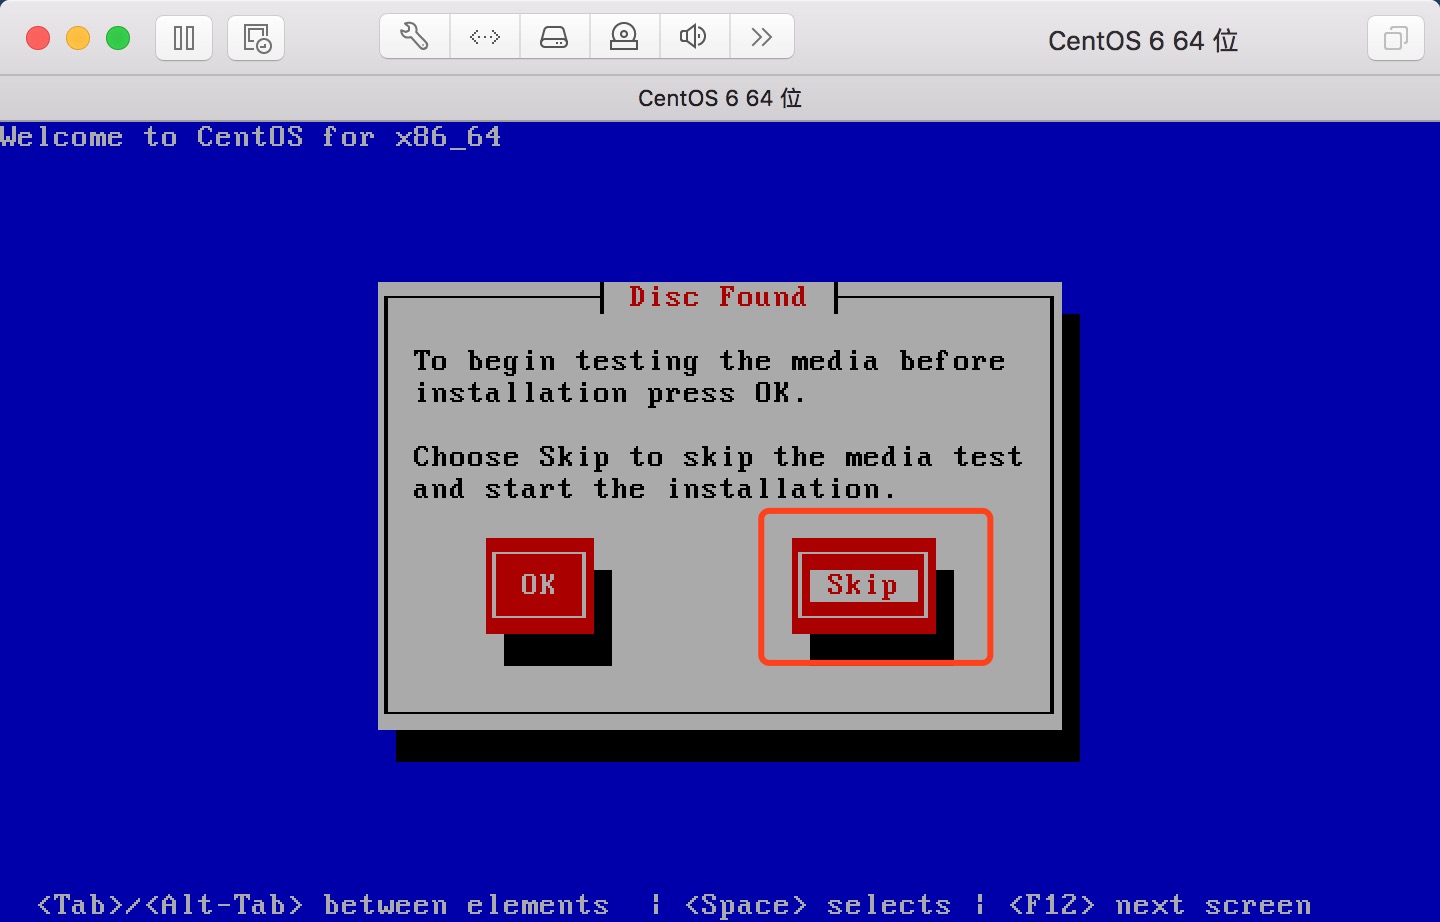 CentOS 6 64 位
CentOS 6 64 位
Welcome to CentOS for x86_64
Disc Found
To begin testing the media before
installation press OK.
Choose Skip to skip the media test
and start the installation.
OK Skip
<Tab>/<Alt-Tab> between elements | <Space> selects | <F12> next screen